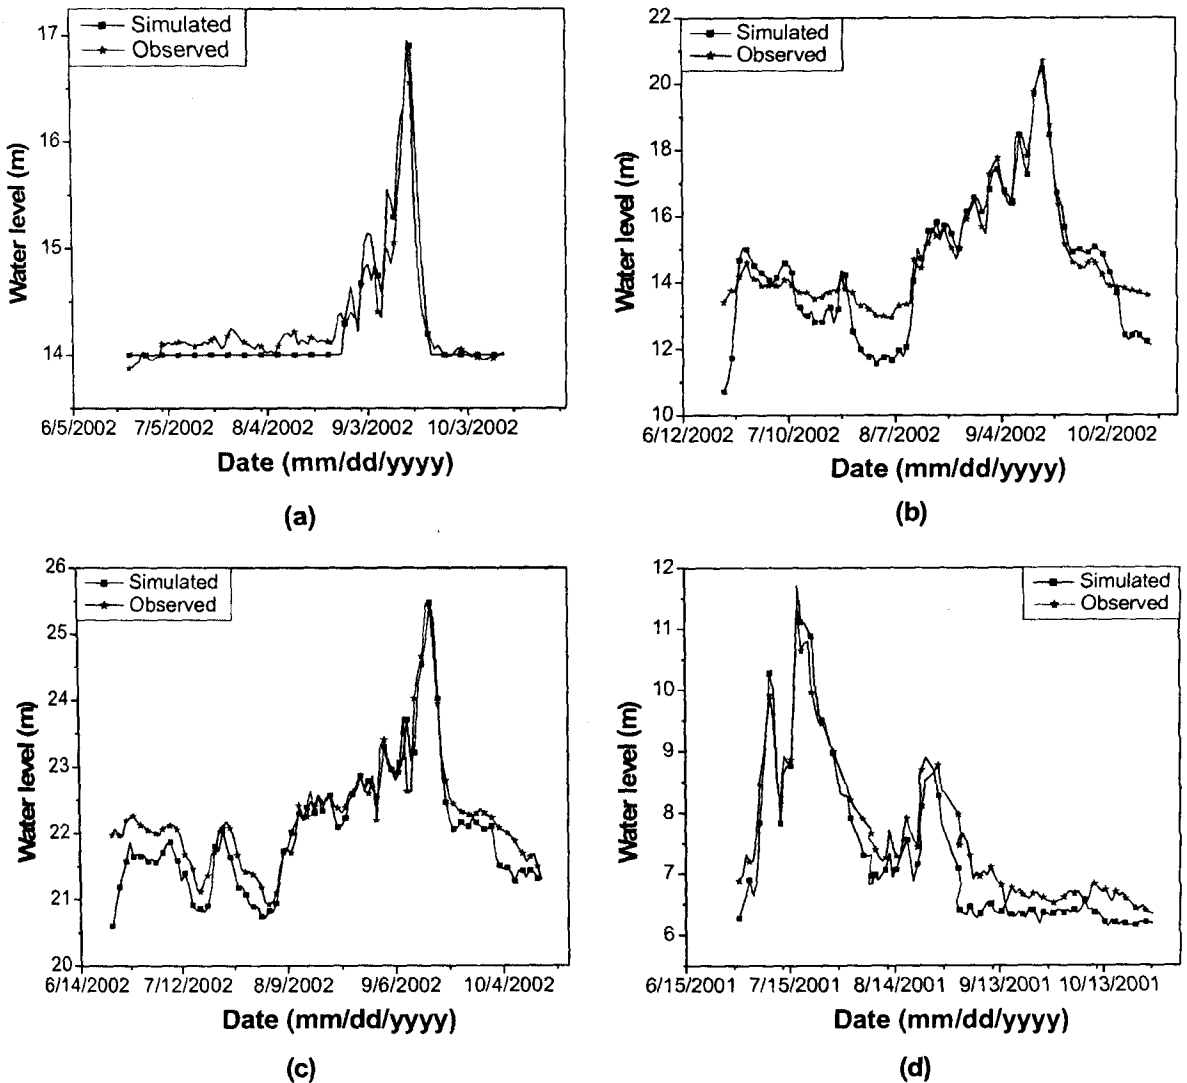 Simulated
Observed
17
16
15
14
Water level (m)
6/5/2002 7/5/2002 8/4/2002 9/3/2002 10/3/2002
Date (mm/dd/yyyy)
(a)
Simulated
Observed
22
20
18
16
14
12
10
Water level (m)
6/12/2002 7/10/2002 8/7/2002 9/4/2002 10/2/2002
Date (mm/dd/yyyy)
(b)
Simulated
Observed
26
25
24
23
22
21
20
Water level (m)
6/14/2002 7/12/2002 8/9/2002 9/6/2002 10/4/2002
Date (mm/dd/yyyy)
(c)
Simulated
Observed
12
11
10
9
8
7
6
Water level (m)
6/15/2001 7/15/2001 8/14/2001 9/13/2001 10/13/2001
Date (mm/dd/yyyy)
(d)